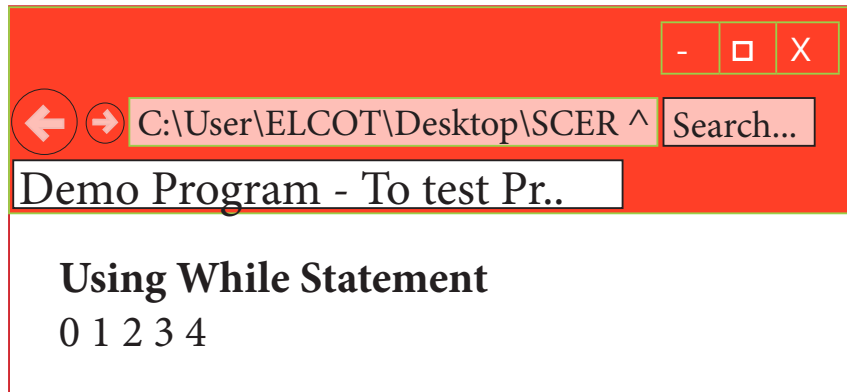 - □ X
C:\User\ELCOT\Desktop\SCER ^ Search...
Demo Program - To test Pr..
Using While Statement
0 1 2 3 4